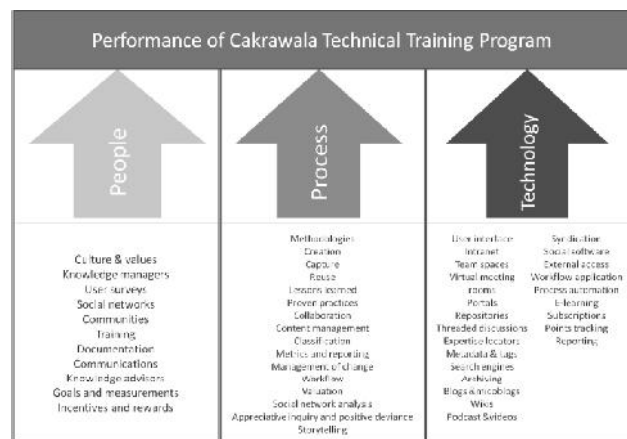 Performance of Cakrawala Technical Training Program
People
Culture & values
Knowledge managers
User surveys
Social networks
Communities
Training
Documentation
Communications
Knowledge advisors
Goals and measurements
Incentives and rewards
Process
Methodologies
Creation
Capture
Reuse
Lessons learned
Proven practices
Collaboration
Content management
Classification
Metrics and reporting
Management of change
Workflow
Valuation
Social network analysis
Appreciative inquiry and positive deviance
Storytelling
Technology
User interface
Intranet
Team spaces
Virtual meeting
rooms
Portals
Repositories
Threaded discussions
Expertise locators
Metadata & tags
Search engines
Archiving
Blogs & micoblogs
Wikis
Podcast & videos
Syndication
Social software
External access
Workflow application
Process automation
E-learning
Subscriptions
Points tracking
Reporting